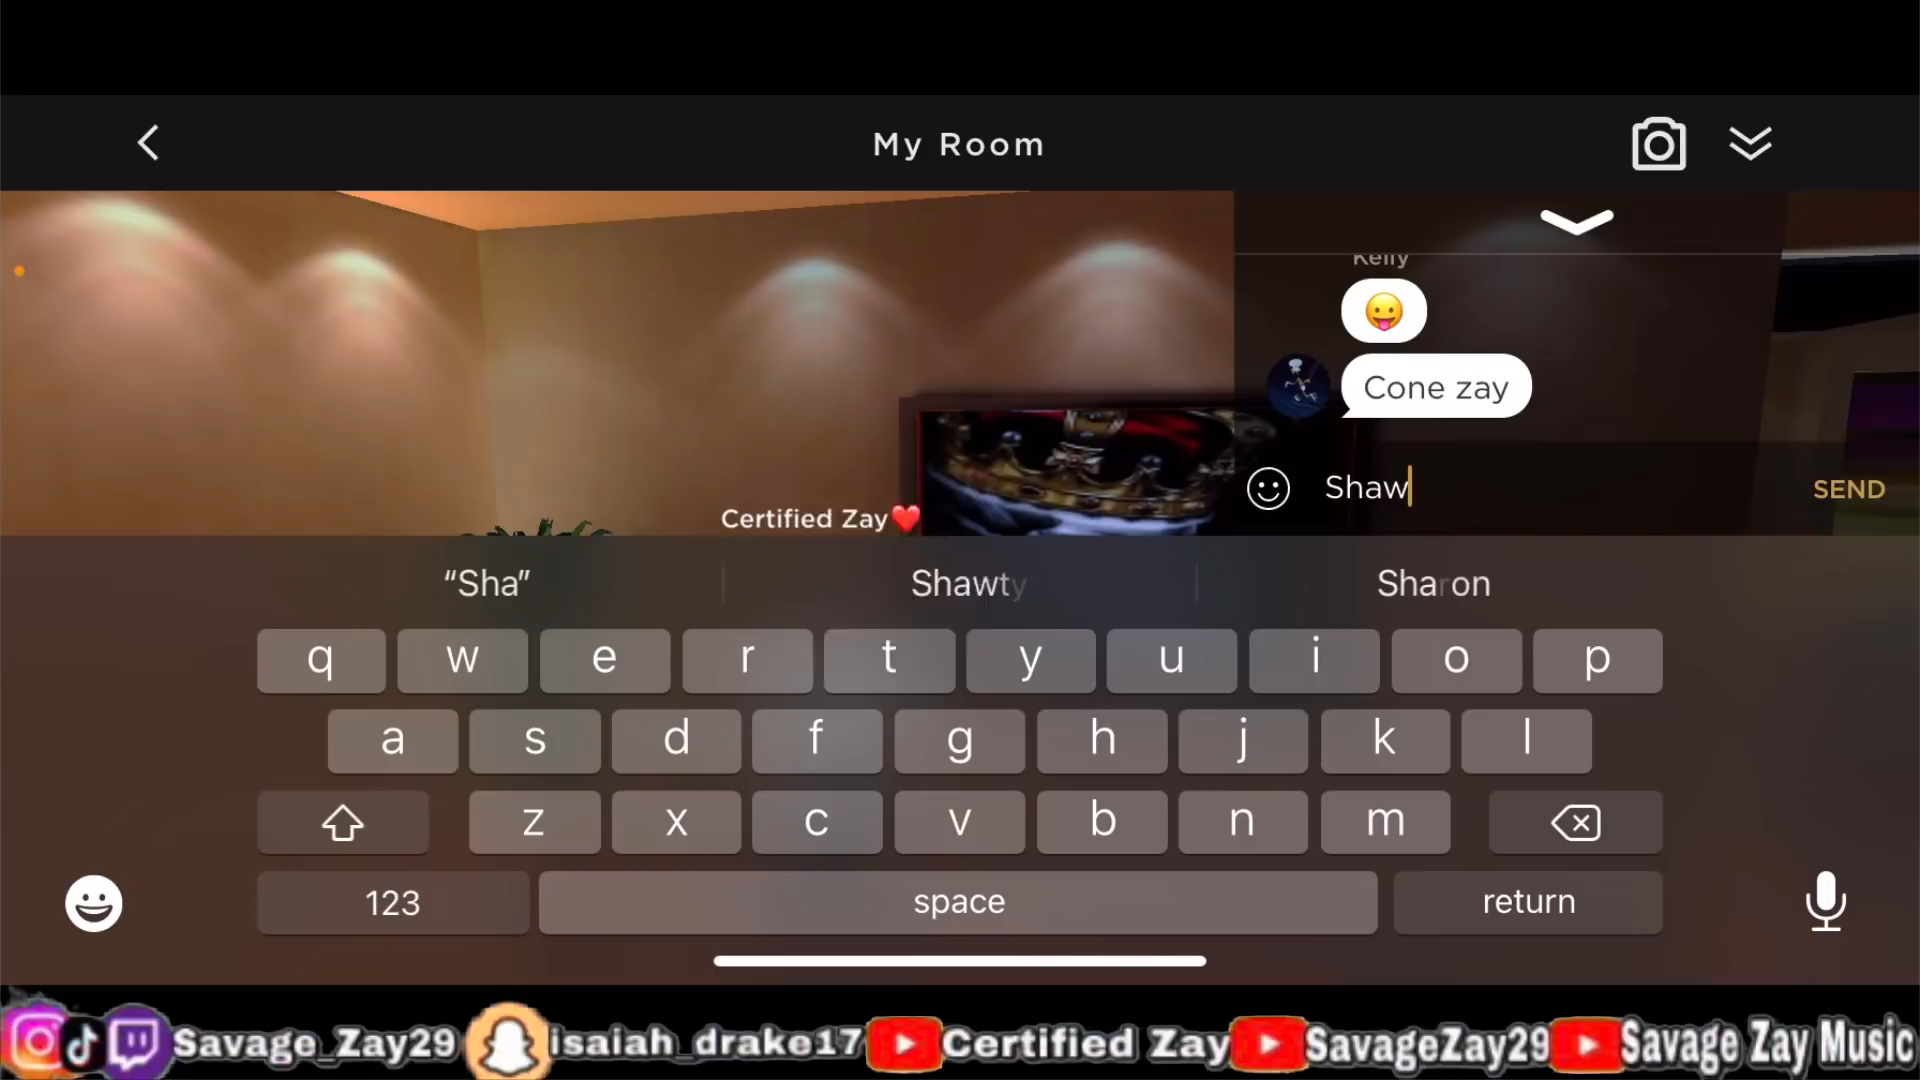 My Room
Kelly
Cone zay
Shaw
SEND
Certified Zay
"Sha"
Shawty
Sharon
q w e r t y u i o p
a s d f g h j k l
z x c v b n m
123
space
return
Savage_Zay29 isaiah_drake17 Certified Zay SavageZay29 Savage Zay Music